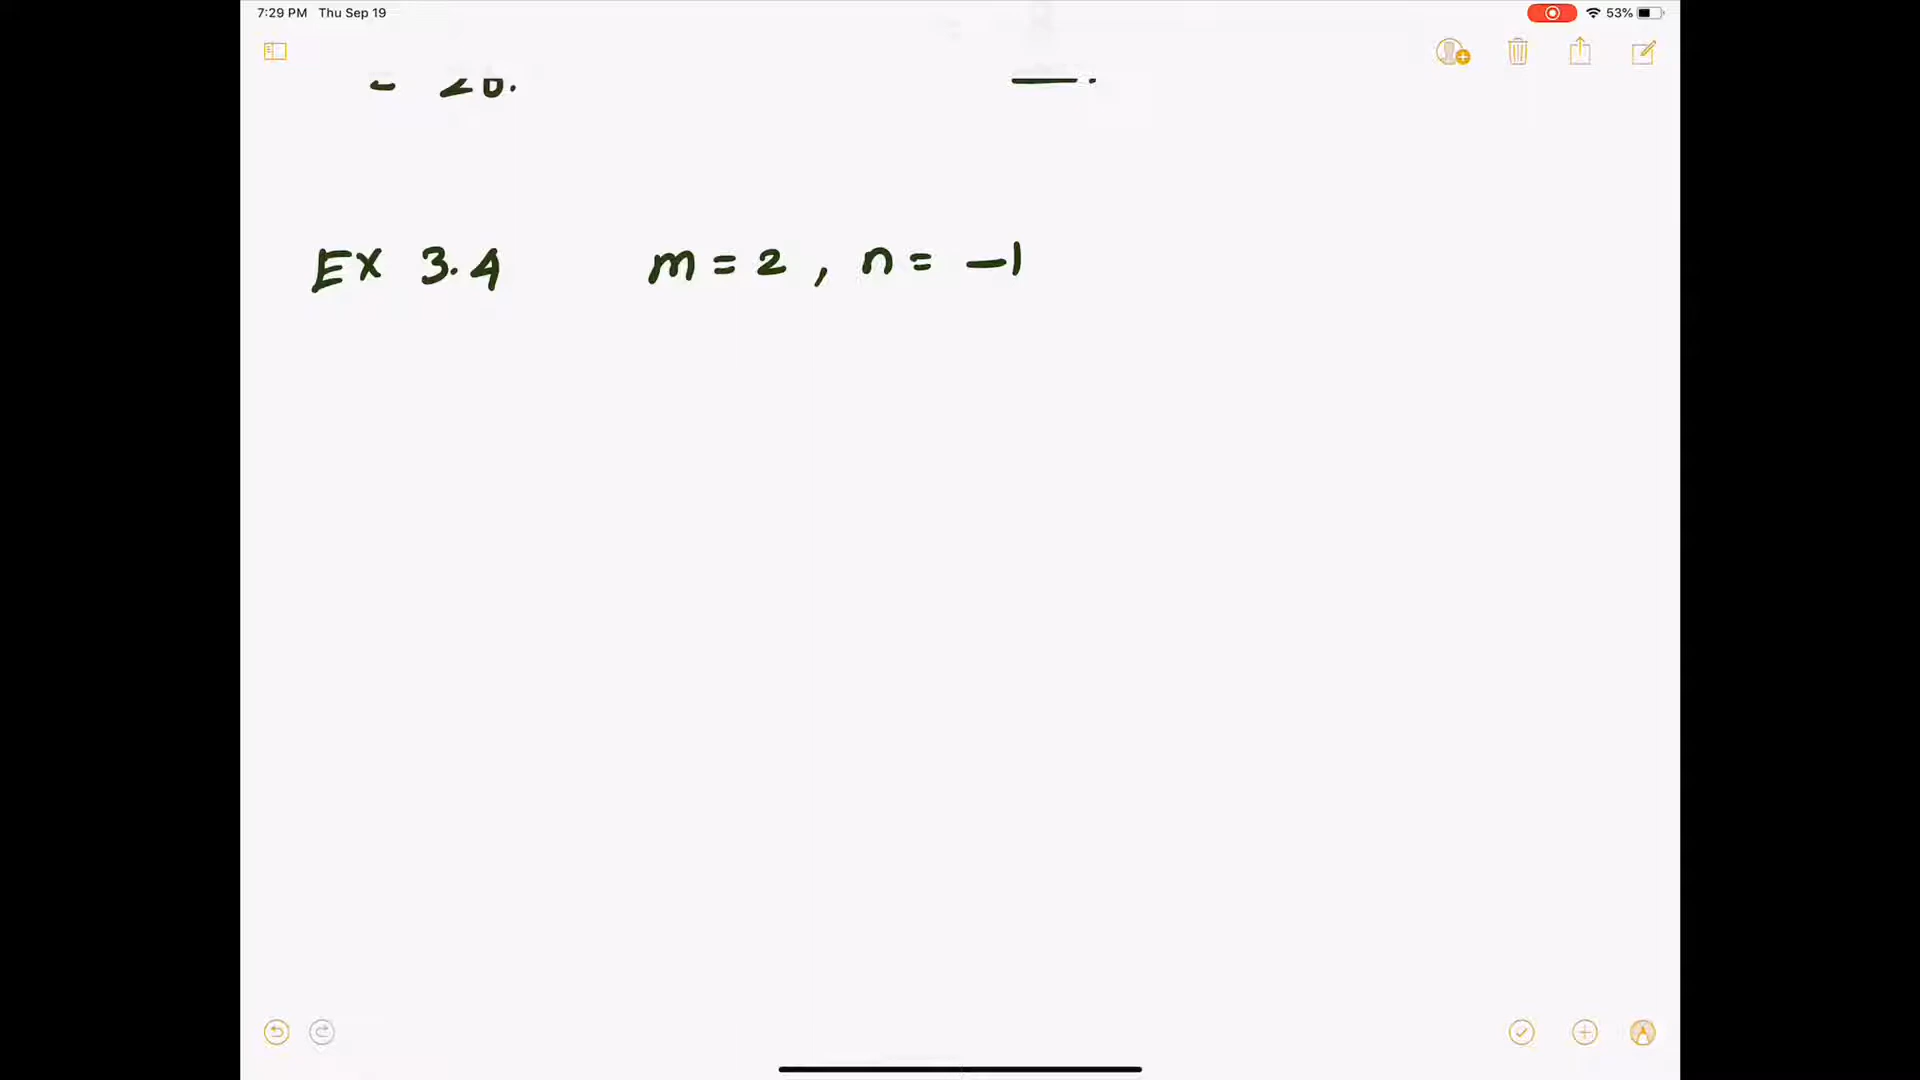 7:29 PM Thu Sep 19 53%
EX 3.4 m = 2 , n = -1